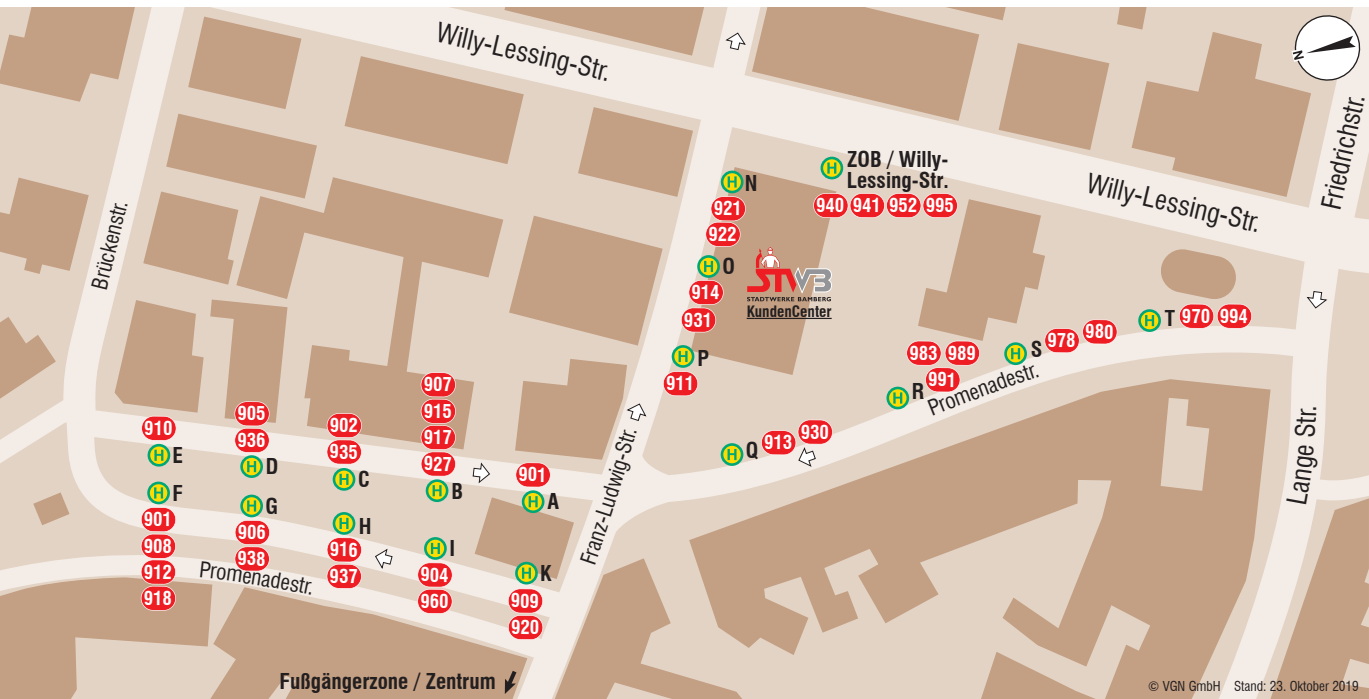 Willy-Lessing-Str.
N
ZOB / Willy-
Lessing-Str.
940 941 952 995
Willy-Lessing-Str.
Friedrichstr.
Brückenstr.
H N
921
922
H O
914
931
H P
911
STWB
STADTWERKE BAMBERG
KundenCenter
H
H T 970 994
H S 978 980
983 989
991
H R
Promenadestr.
H Q 913 930
Lange Str.
Franz-Ludwig-Str.
910
H E
905
936
H D
902
935
H C
907
915
917
927
H B
901
H A
H F
901
908
912
918
H G
906
938
H H
916
937
H I
904
960
H K
909
920
Promenadestr.
Fußgängerzone / Zentrum
© VGN GmbH Stand: 23. Oktober 2019